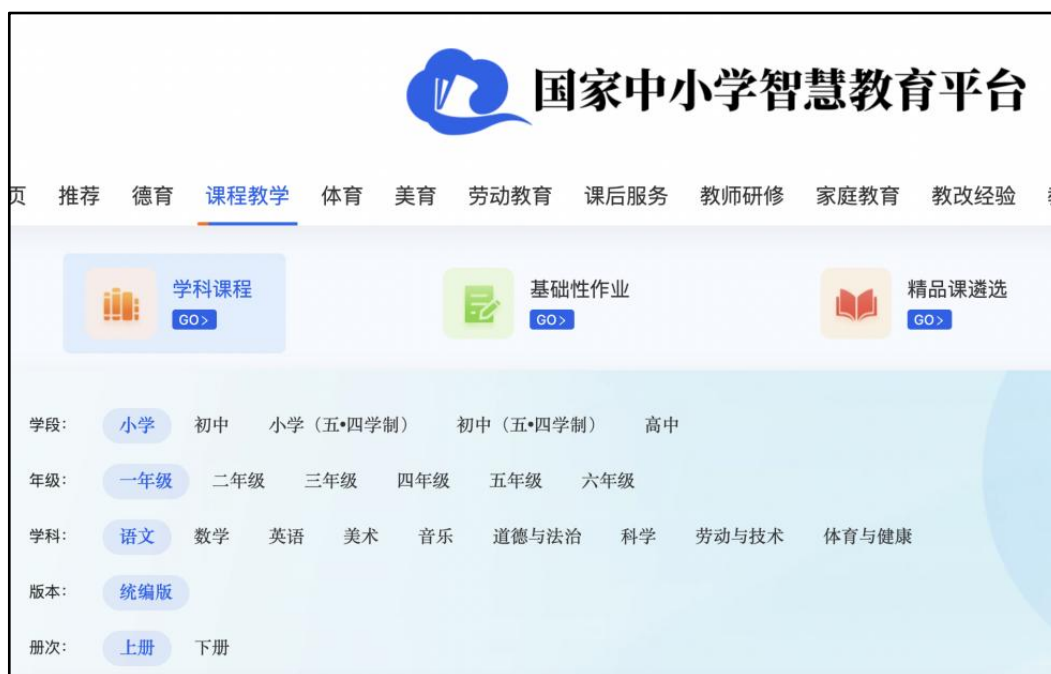 国家中小学智慧教育平台
页 推荐 德育 课程教学 体育 美育 劳动教育 课后服务 教师研修 家庭教育 教改经验
学科课程 基础性作业 精品课遴选
GO> GO> GO>
学段： 小学 初中 小学（五•四学制） 初中（五•四学制） 高中
年级： 一年级 二年级 三年级 四年级 五年级 六年级
学科： 语文 数学 英语 美术 音乐 道德与法治 科学 劳动与技术 体育与健康
版本： 统编版
册次： 上册 下册